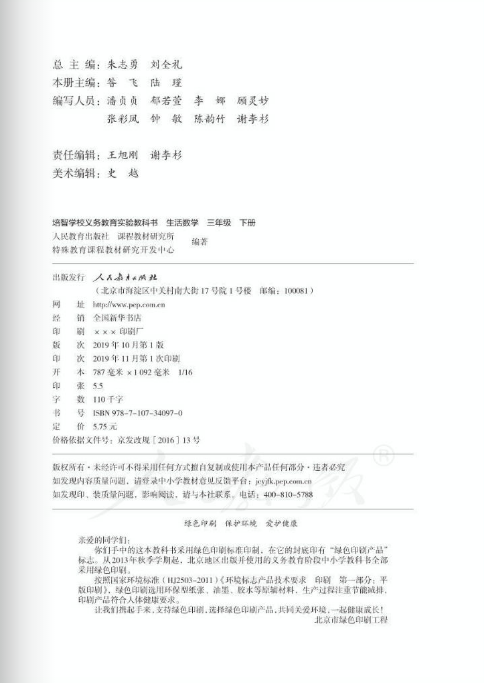 总 主 编：朱志勇 刘全礼
本册主编：昝 飞 陆 瑾
编写人员：潘贞贞 郗若萱 李 娜 顾灵妙
张彩凤 钟 敏 陈韵竹 谢李杉
责任编辑：王旭刚 谢李杉
美术编辑：史 越
培智学校义务教育实验教科书 生活数学 三年级 下册
人民教育出版社 课程教材研究所
特殊教育课程教材研究开发中心 编著
出版发行 人民教育出版社
（北京市海淀区中关村南大街 17 号院 1 号楼 邮编：100081）
网 址 http://www.pep.com.cn
经 销 全国新华书店
印 刷 ×××印刷厂
版 次 2019 年 10 月第 1 版
印 次 2019 年 11 月第 1 次印刷
开 本 787 毫米 × 1 092 毫米 1/16
印 张 5.5
字 数 110 千字
书 号 ISBN 978-7-107-34097-0
定 价 5.75 元
价格依据文件号：京发改规［2016］13 号
版权所有·未经许可不得采用任何方式擅自复制或使用本产品任何部分·违者必究
如发现内容质量问题，请登录中小学教材意见反馈平台：jcyjfk.pep.com.cn
如发现印、装质量问题，影响阅读，请与本社联系。电话：400-810-5788
绿色印刷 保护环境 爱护健康
亲爱的同学们：
你们手中的这本教科书采用绿色印刷标准印制，在它的封底印有“绿色印刷产品”
标志。从2013年秋季学期起，北京地区出版并使用的义务教育阶段中小学教科书全部
采用绿色印刷。
按照国家环境标准（HJ2503-2011）《环境标志产品技术要求 印刷 第一部分：平
版印刷》，绿色印刷选用环保型纸张、油墨、胶水等原辅材料，生产过程注重节能减排，
印刷产品符合人体健康要求。
让我们携起手来，支持绿色印刷，选择绿色印刷产品，共同关爱环境，一起健康成长！
北京市绿色印刷工程